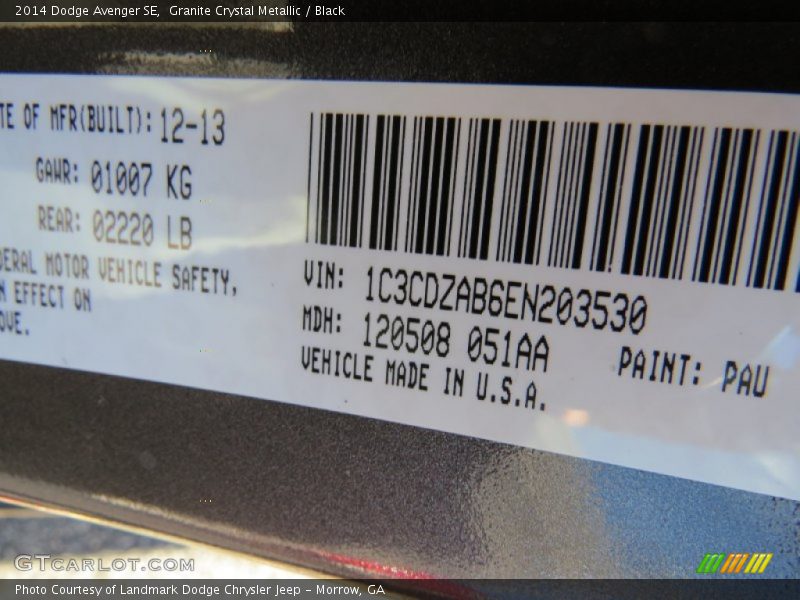 2014 Dodge Avenger SE,  Granite Crystal Metallic / Black
TE OF MFR(BUILT): 12-13
GAWR: 01007 KG
REAR: 02220 LB
DERAL MOTOR VEHICLE SAFETY,
N EFFECT ON
OVE.
VIN: 1C3CDZAB6EN203530
MDH: 120508 051AA
PAINT: PAU
VEHICLE MADE IN U.S.A.
GTCARLOT.COM
Photo Courtesy of Landmark Dodge Chrysler Jeep – Morrow, GA